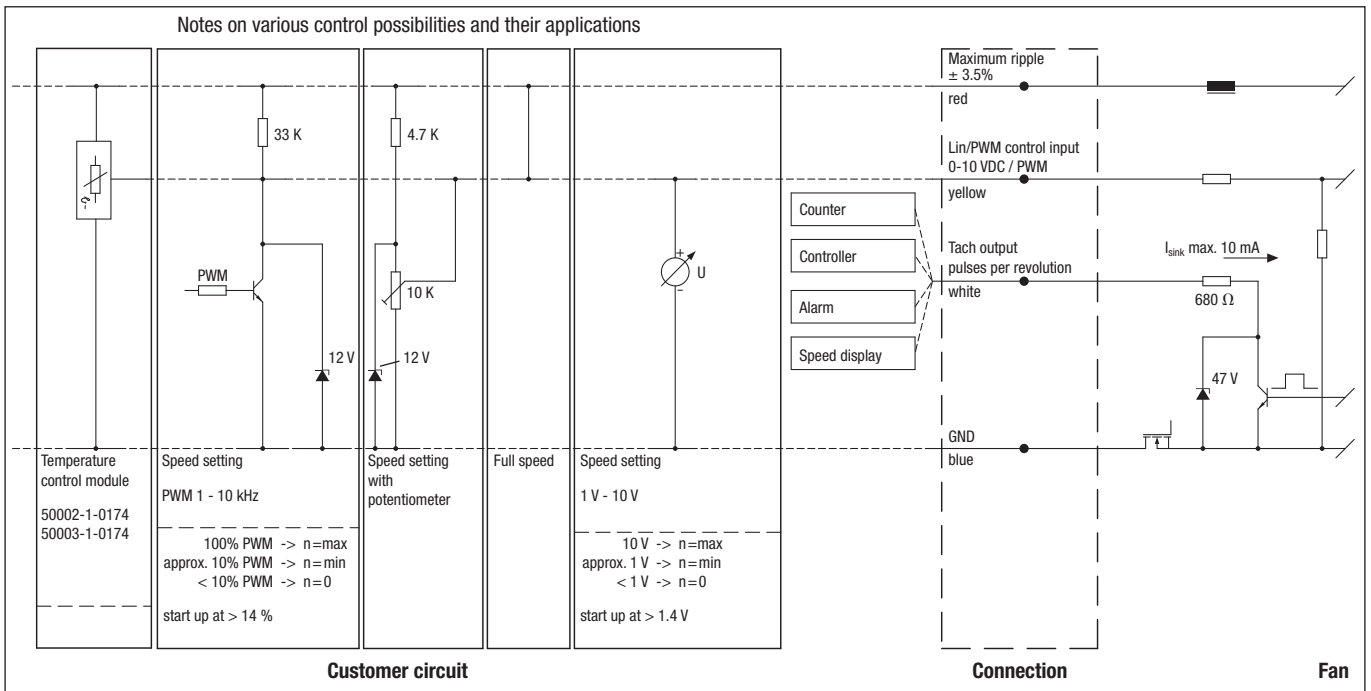 Notes on various control possibilities and their applications
33 K
PWM
12 V
4.7 K
10 K
12 V
+
U
–
Counter
Controller
Alarm
Speed display
Maximum ripple
± 3.5%
red
Lin/PWM control input
0-10 VDC / PWM
yellow
Tach output
pulses per revolution
white
GND
blue
Isink max. 10 mA
680 Ω
47 V
Temperature
control module
50002-1-0174
50003-1-0174
Speed setting
PWM 1 - 10 kHz
100% PWM -> n=max
approx. 10% PWM -> n=min
< 10% PWM -> n=0
start up at > 14 %
Speed setting
with
potentiometer
Full speed
Speed setting
1 V - 10 V
10 V -> n=max
approx. 1 V -> n=min
< 1 V -> n=0
start up at > 1.4 V
Customer circuit
Connection
Fan